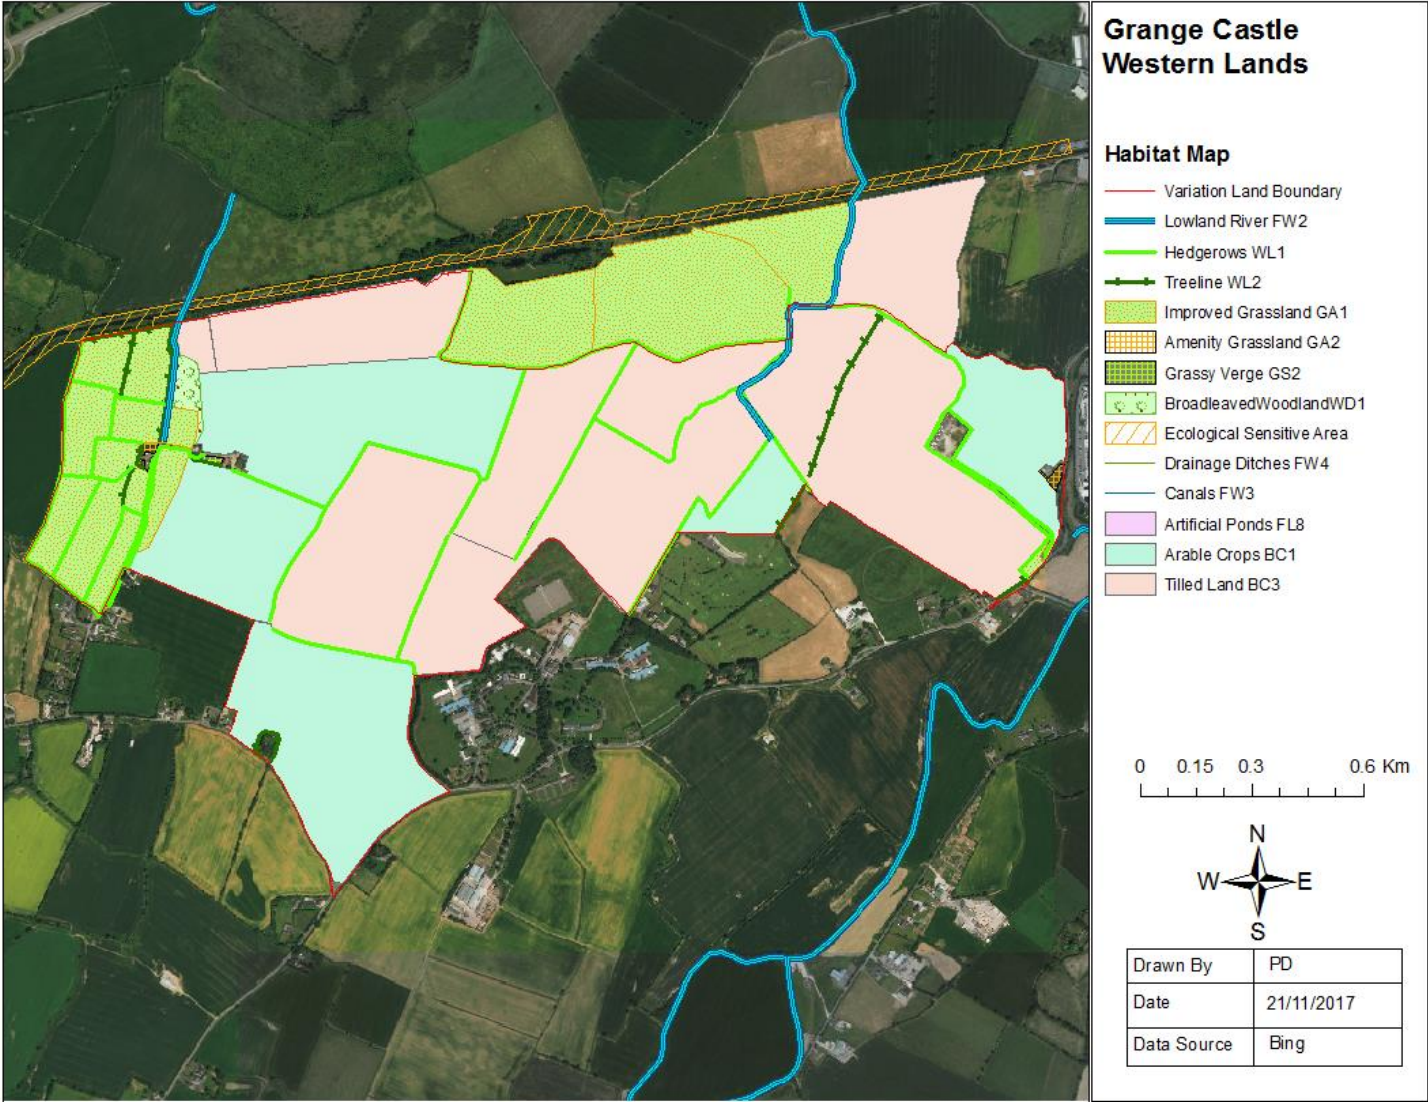 Grange Castle
Western Lands
Habitat Map
Variation Land Boundary
Lowland River FW2
Hedgerows WL1
Treeline WL2
Improved Grassland GA1
Amenity Grassland GA2
Grassy Verge GS2
BroadleavedWoodlandWD1
Ecological Sensitive Area
Drainage Ditches FW4
Canals FW3
Artificial Ponds FL8
Arable Crops BC1
Tilled Land BC3
0 0.15 0.3 0.6 Km
N
W E
S
Drawn By PD
Date 21/11/2017
Data Source Bing